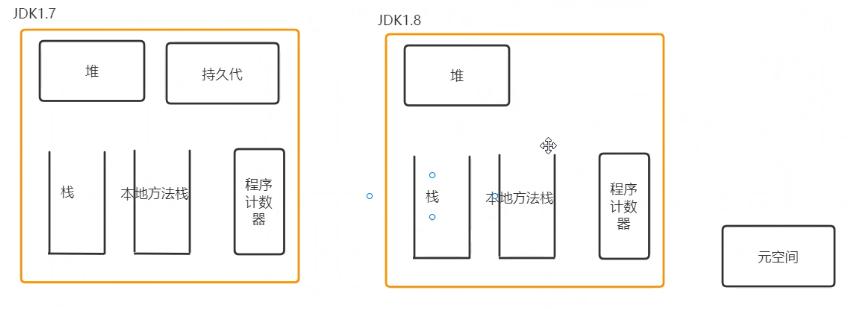 JDK1.7
堆
持久代
栈
本地方法栈
程序
计数
器
JDK1.8
堆
栈
本地方法栈
程序
计数
器
元空间